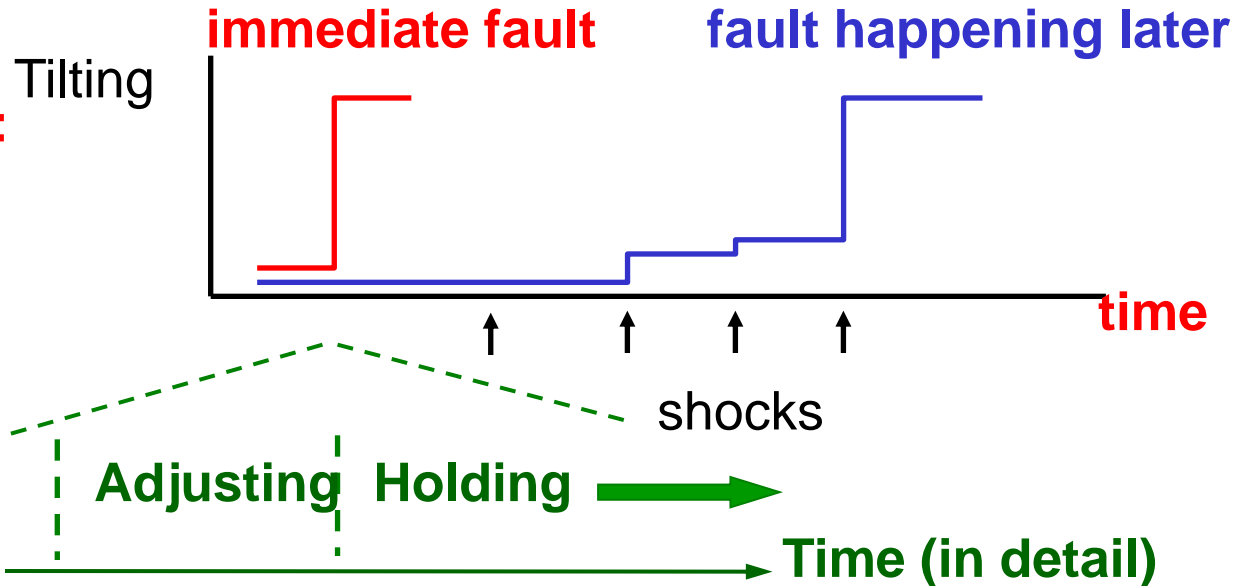 immediate fault fault happening later
Tilting
:
time
shocks
Adjusting Holding
Time (in detail)